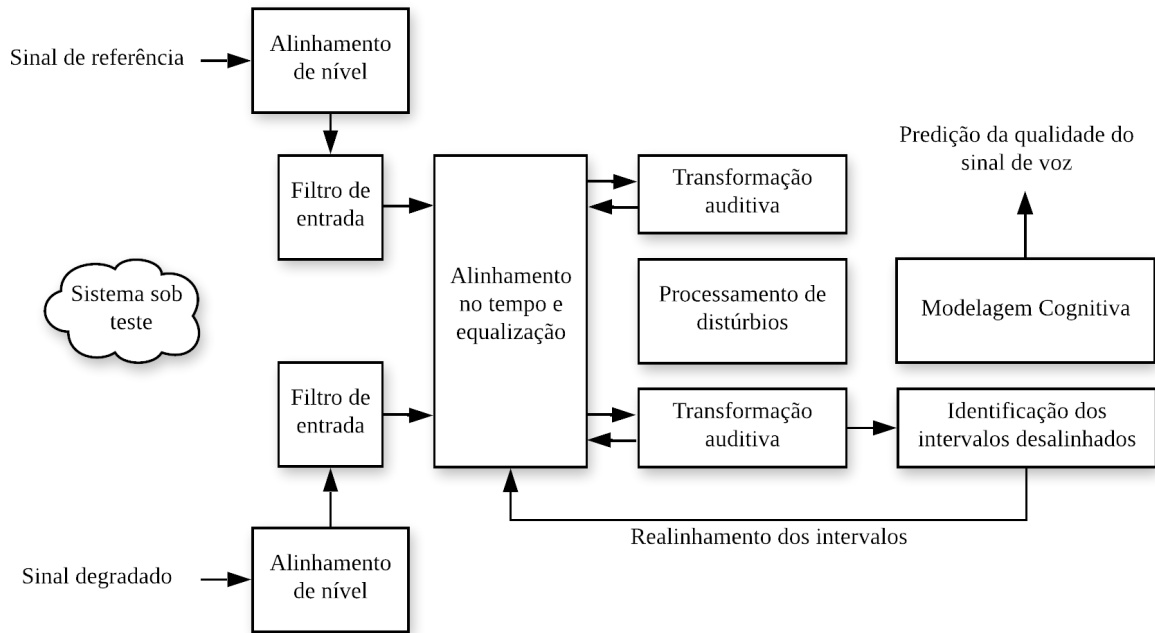 Sinal de referência
Alinhamento
de nível
Filtro de
entrada
Alinhamento
no tempo e
equalização
Transformação
auditiva
Predição da qualidade do
sinal de voz
Sistema sob
teste
Processamento de
distúrbios
Modelagem Cognitiva
Filtro de
entrada
Transformação
auditiva
Identificação dos
intervalos desalinhados
Realinhamento dos intervalos
Sinal degradado
Alinhamento
de nível